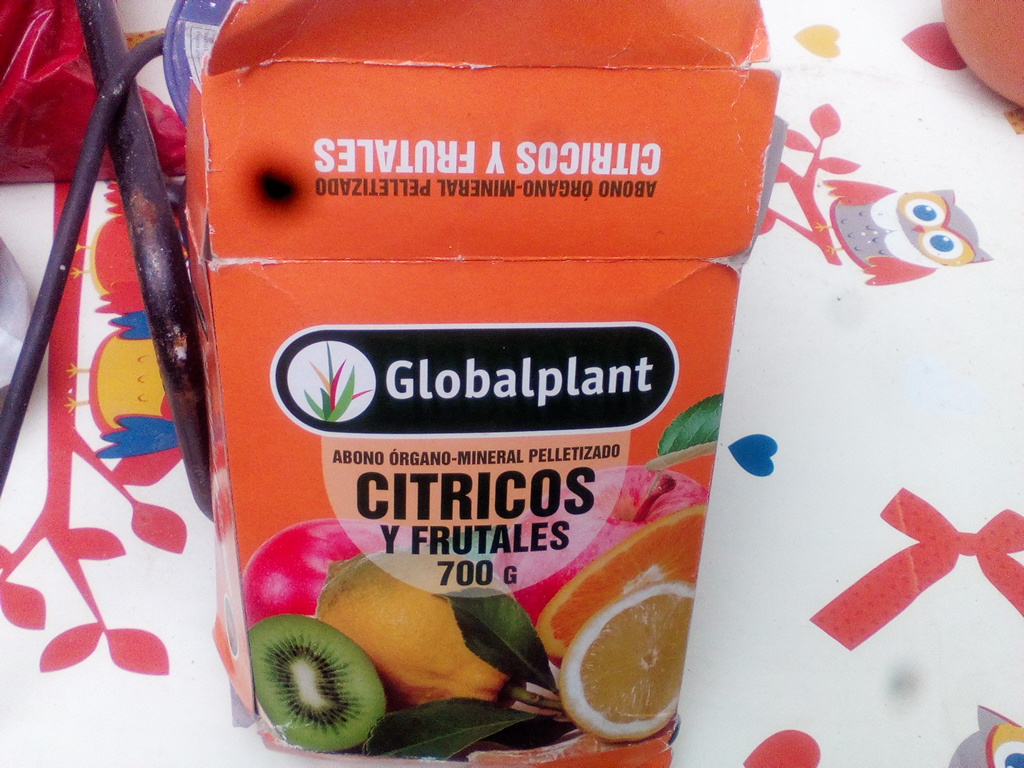 ABONO ÓRGANO-MINERAL PELLETIZADO
CITRICOS Y FRUTALES
Globalplant
ABONO ÓRGANO-MINERAL PELLETIZADO
CITRICOS
Y FRUTALES
700 G